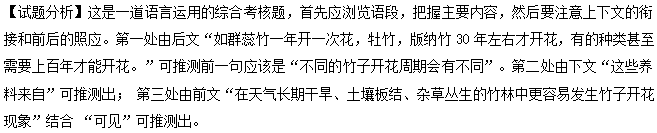 【试题分析】这是一道语言运用的综合考核题，首先应浏览语段，把握主要内容，然后要注意上下文的衔
接和前后的照应。第一处由后文“如群蕊竹一年开一次花，牡竹，版纳竹 30 年左右才开花，有的种类甚至
需要上百年才能开花。”可推测前一句应该是“不同的竹子开花周期会有不同”。第二处由下文“这些养
料来自”可推测出； 第三处由前文“在天气长期干旱、土壤板结、杂草丛生的竹林中更容易发生竹子开花
现象”结合 “可见”可推测出。